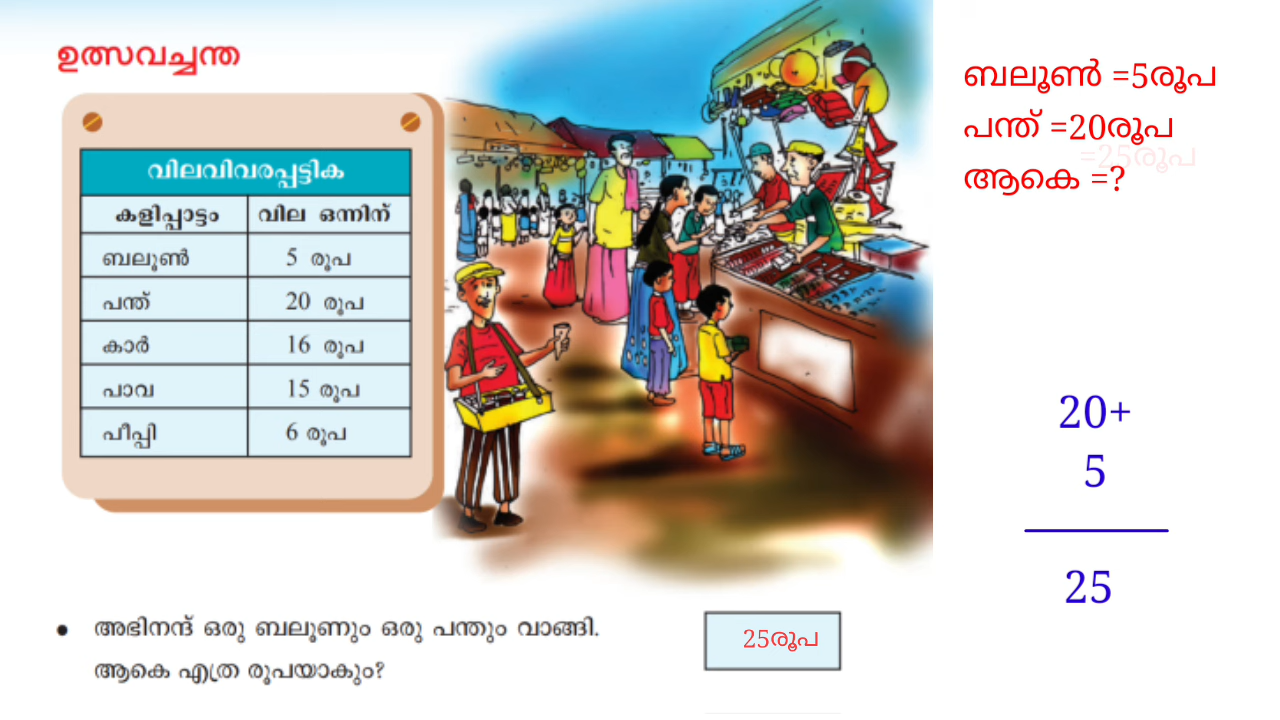 ഉത്സവച്ചന്ത
വിലവിവരപ്പട്ടിക
കളിപ്പാട്ടം വില ഒന്നിന്
ബലൂൺ 5 രൂപ
പന്ത് 20 രൂപ
കാർ 16 രൂപ
പാവ 15 രൂപ
പീപ്പി 6 രൂപ
അഭിനന്ദ് ഒരു ബലൂണും ഒരു പന്തും വാങ്ങി.
ആകെ എത്ര രൂപയാകും?
25രൂപ
ബലൂൺ =5രൂപ
പന്ത് =20രൂപ
=25രൂപ
ആകെ =?
20+
5
25